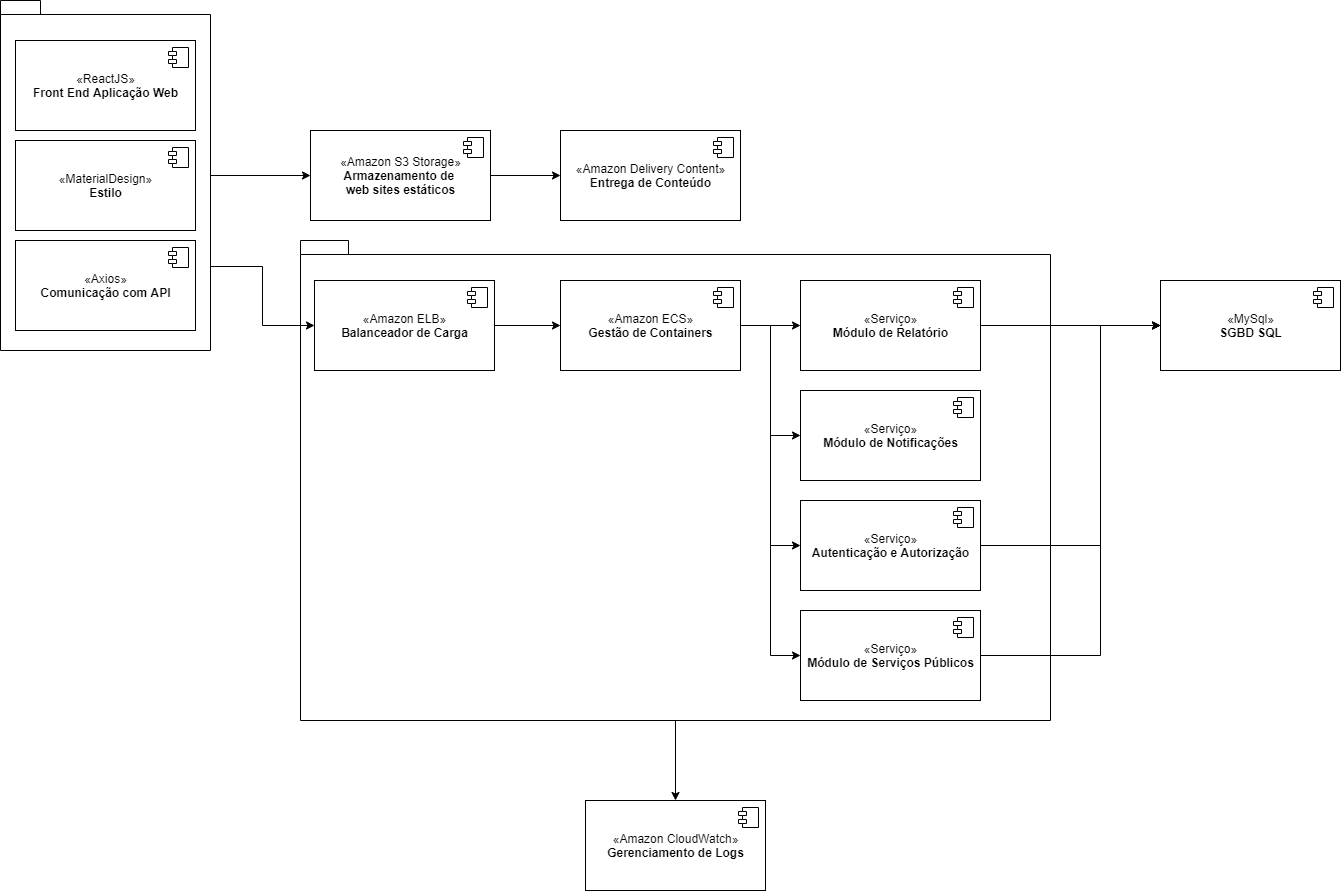 «ReactJS»
Front End Aplicação Web
«MaterialDesign»
Estilo
«Axios»
Comunicação com API
«Amazon S3 Storage»
Armazenamento de
web sites estáticos
«Amazon Delivery Content»
Entrega de Conteúdo
«Amazon ELB»
Balanceador de Carga
«Amazon ECS»
Gestão de Containers
«Serviço»
Módulo de Relatório
«Serviço»
Módulo de Notificações
«Serviço»
Autenticação e Autorização
«Serviço»
Módulo de Serviços Públicos
«MySql»
SGBD SQL
«Amazon CloudWatch»
Gerenciamento de Logs